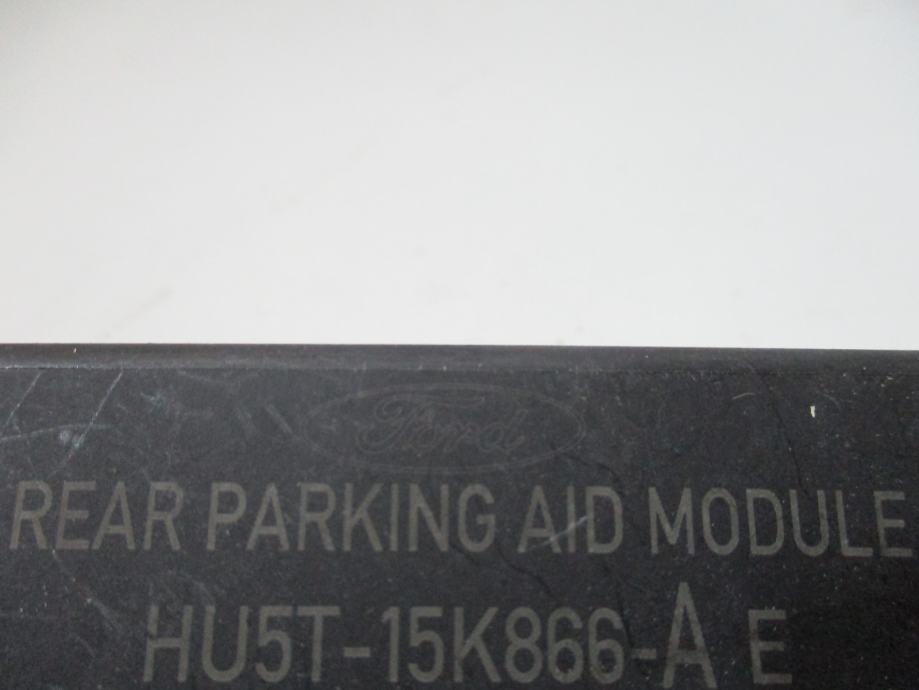 Ford
REAR PARKING AID MODULE
HU5T-15K866-A E